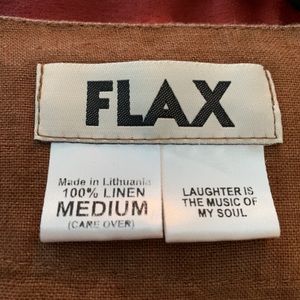 FLAX
Made in Lithuania
100% LINEN
MEDIUM
(CARE OVER)
LAUGHTER IS
THE MUSIC OF
MY SOUL